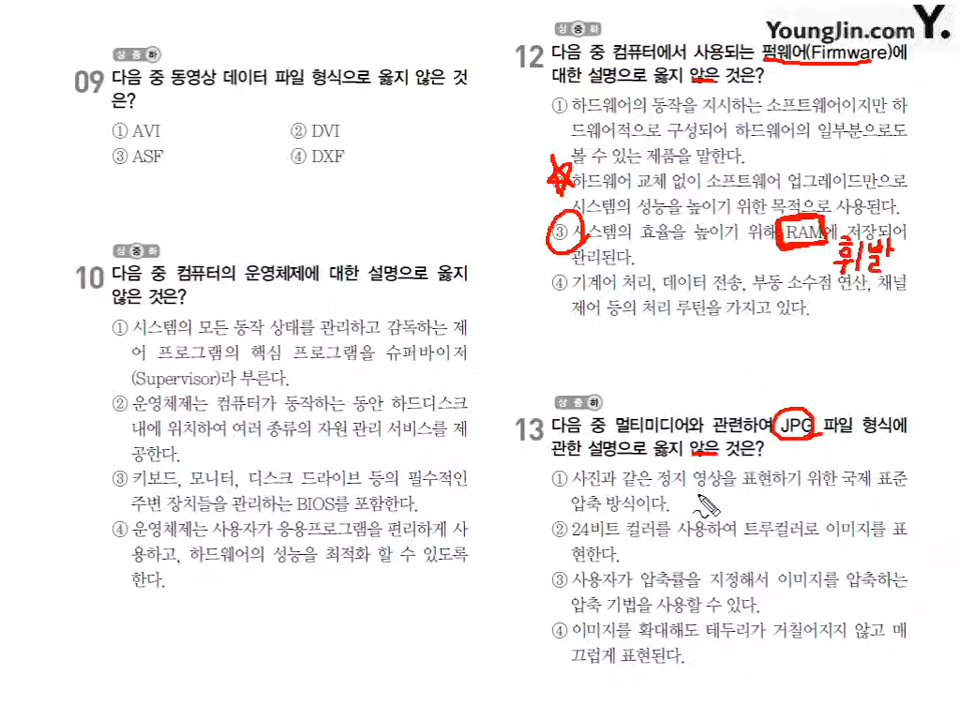 YoungJin.com Y.
상 중 하
09 다음 중 동영상 데이터 파일 형식으로 옳지 않은 것
은?
① AVI ② DVI
③ ASF ④ DXF
상 중 하
10 다음 중 컴퓨터의 운영체제에 대한 설명으로 옳지
않은 것은?
① 시스템의 모든 동작 상태를 관리하고 감독하는 제
어 프로그램의 핵심 프로그램을 슈퍼바이저
(Supervisor)라 부른다.
② 운영체제는 컴퓨터가 동작하는 동안 하드디스크
내에 위치하여 여러 종류의 자원 관리 서비스를 제
공한다.
③ 키보드, 모니터, 디스크 드라이브 등의 필수적인
주변 장치들을 관리하는 BIOS를 포함한다.
④ 운영체제는 사용자가 응용프로그램을 편리하게 사
용하고, 하드웨어의 성능을 최적화 할 수 있도록
한다.
상 중 하
12 다음 중 컴퓨터에서 사용되는 펌웨어(Firmware)에
대한 설명으로 옳지 않은 것은?
① 하드웨어의 동작을 지시하는 소프트웨어이지만 하
드웨어적으로 구성되어 하드웨어의 일부분으로도
볼 수 있는 제품을 말한다.
하드웨어 교체 없이 소프트웨어 업그레이드만으로
시스템의 성능을 높이기 위한 목적으로 사용된다.
③ 시스템의 효율을 높이기 위해 RAM에 저장되어
관리된다.
휘발
④ 기계어 처리, 데이터 전송, 부동 소수점 연산, 채널
제어 등의 처리 루틴을 가지고 있다.
상 중 하
13 다음 중 멀티미디어와 관련하여 JPG 파일 형식에
관한 설명으로 옳지 않은 것은?
① 사진과 같은 정지 영상을 표현하기 위한 국제 표준
압축 방식이다.
② 24비트 컬러를 사용하여 트루컬러로 이미지를 표
현한다.
③ 사용자가 압축률을 지정해서 이미지를 압축하는
압축 기법을 사용할 수 있다.
④ 이미지를 확대해도 테두리가 거칠어지지 않고 매
끄럽게 표현된다.